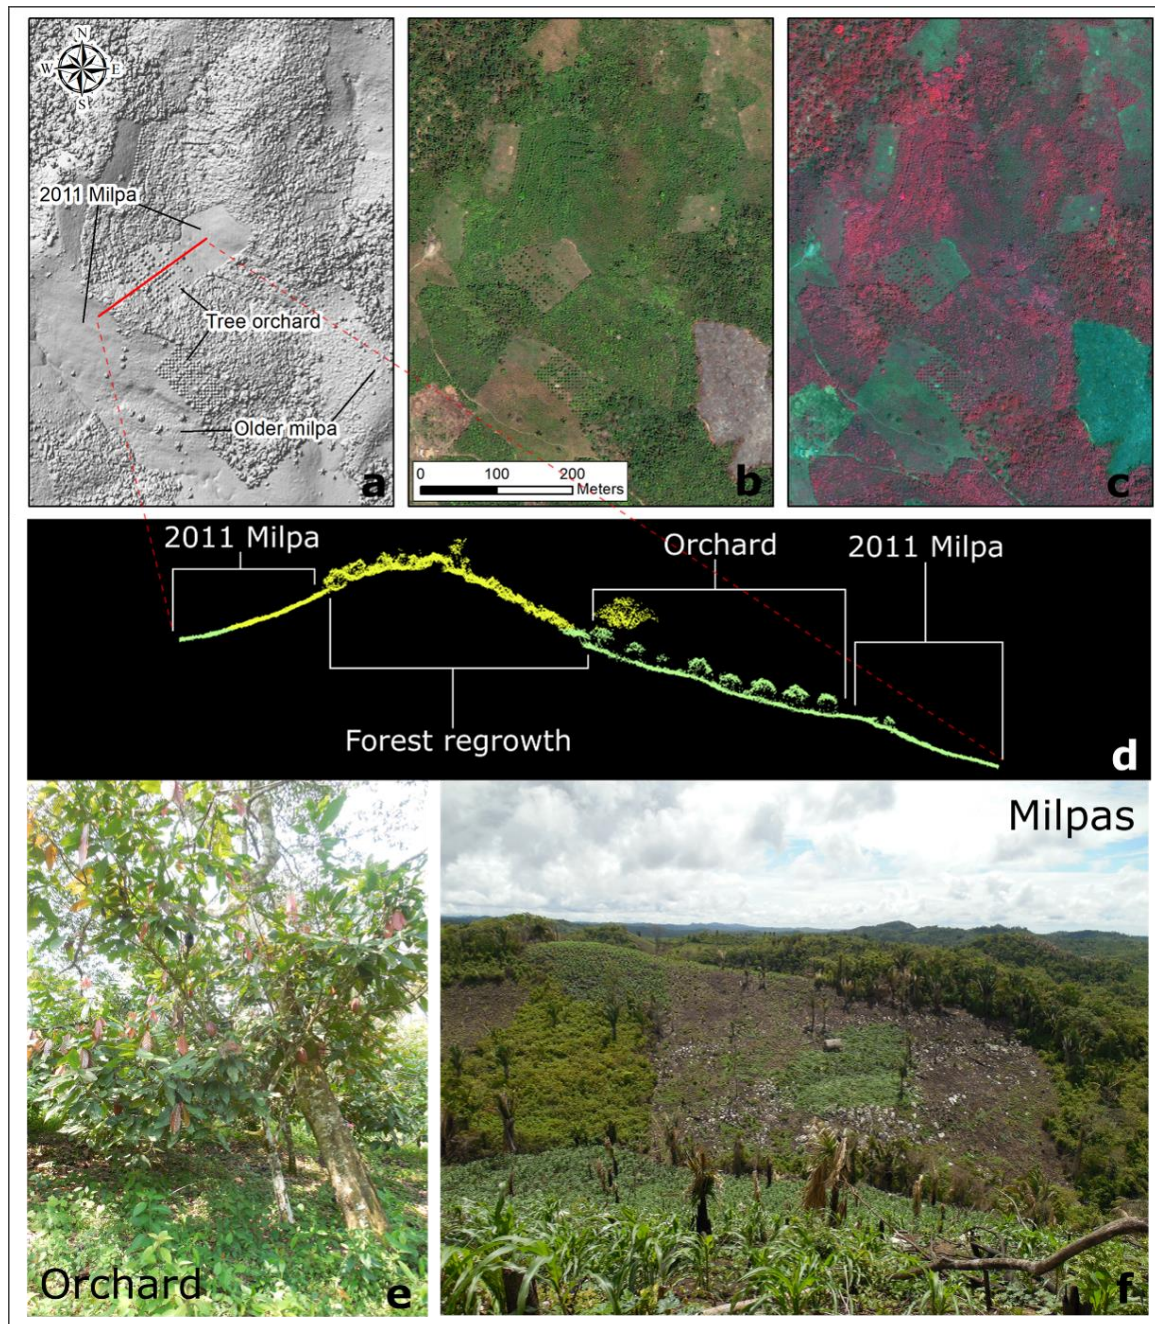 N
W E
S
2011 Milpa
Tree orchard
Older milpa
a
0 100 200
Meters
b
c
2011 Milpa
Orchard
2011 Milpa
Forest regrowth
d
Orchard
e
Milpas
f